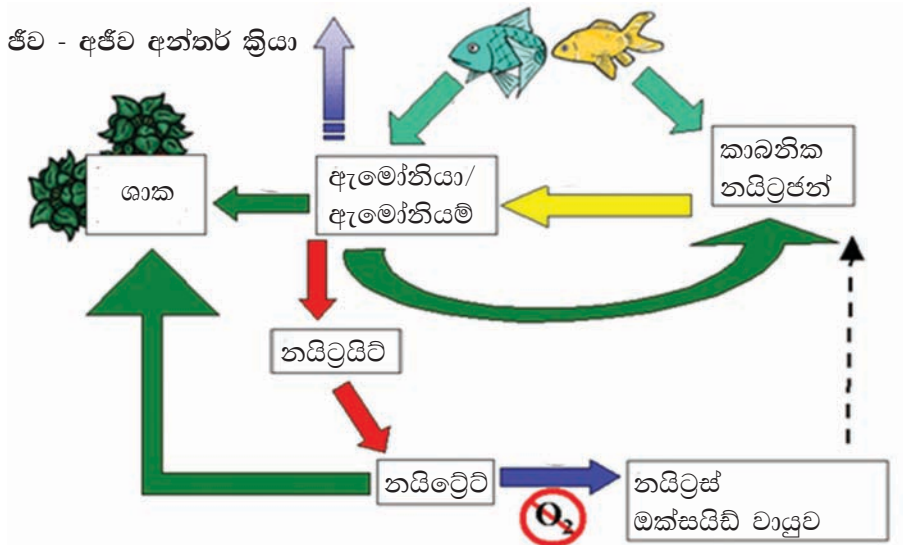 ජීව - අජීව අන්තර් ක්‍රියා
ශාක
ඇමෝනියා/
ඇමෝනියම්
කාබනික
නයිට්‍රජන්
නයිට්‍රයිට්
නයිට්‍රේට්
O2
නයිට්‍රස්
ඔක්සයිඩ් වායුව